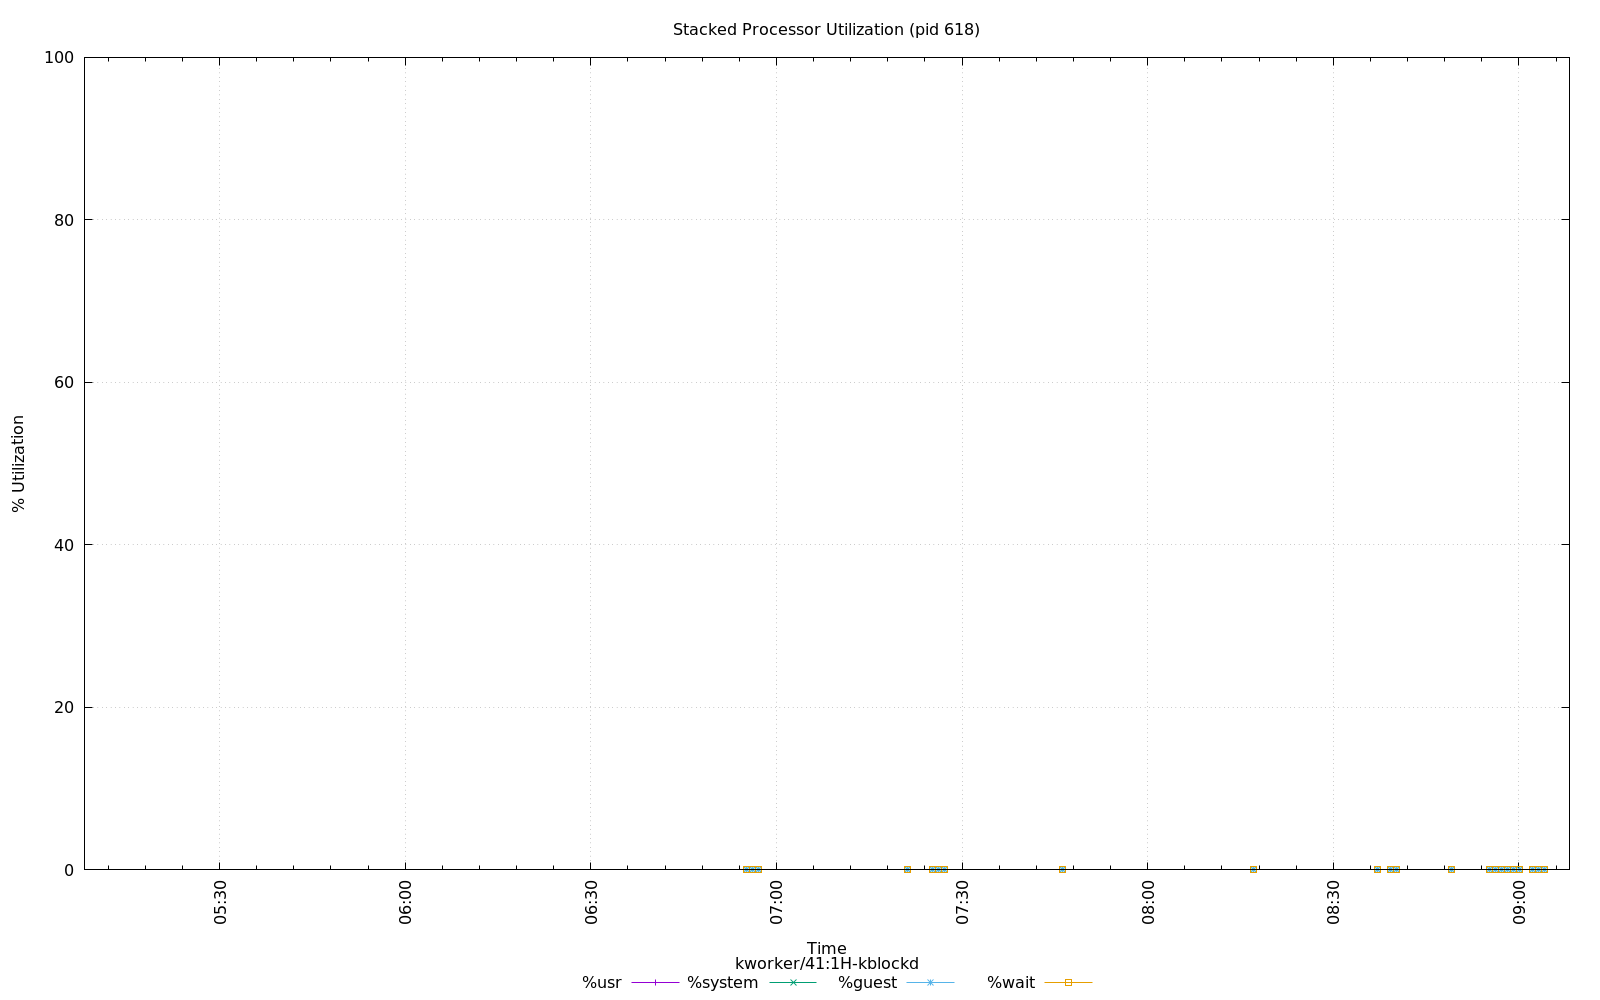 Stacked Processor Utilization (pid 618)
100
80
60
40
20
0
% Utilization
05:30
06:00
06:30
07:00
07:30
08:00
08:30
09:00
Time
kworker/41:1H-kblockd
%usr %system %guest %wait